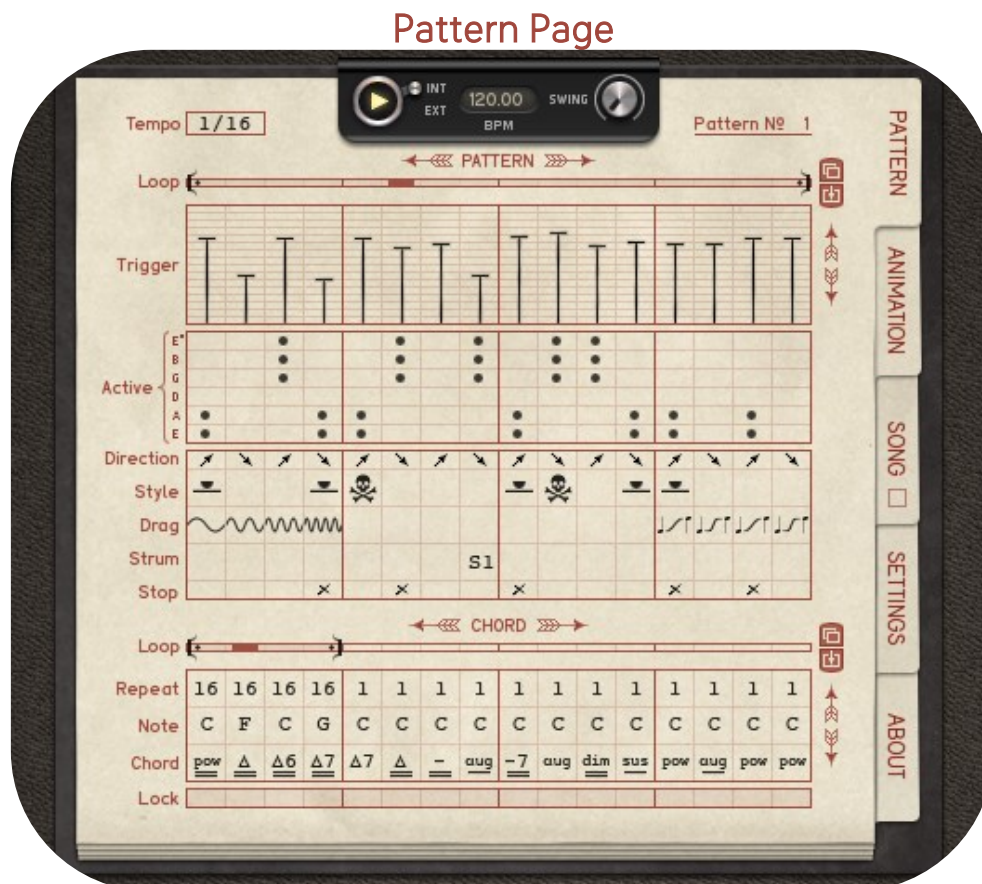 Pattern Page
INT
EXT
120.00
BPM
SWING
Tempo 1/16
Pattern № 1
PATTERN
Loop
Trigger
Active
E'
B
G
D
A
E
Direction
Style
Drag
Strum S1
Stop
CHORD
Loop
Repeat 16 16 16 16 1 1 1 1 1 1 1 1 1 1 1 1
Note C F C G C C C C C C C C C C C C
Chord pow Δ Δ6 Δ7 Δ7 Δ - aug -7 aug dim sus pow aug pow pow
Lock
PATTERN
ANIMATION
SONG
SETTINGS
ABOUT